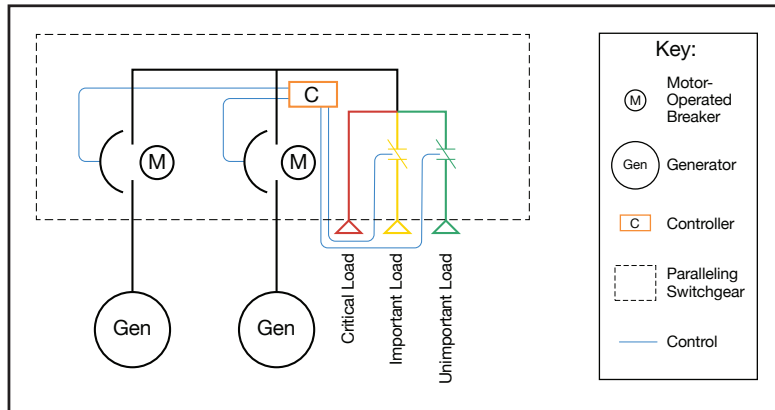 C
M
M
Gen
Gen
Critical Load
Important Load
Unimportant Load
Key:
M
Motor-
Operated
Breaker
Gen
Generator
C
Controller
Paralleling
Switchgear
Control